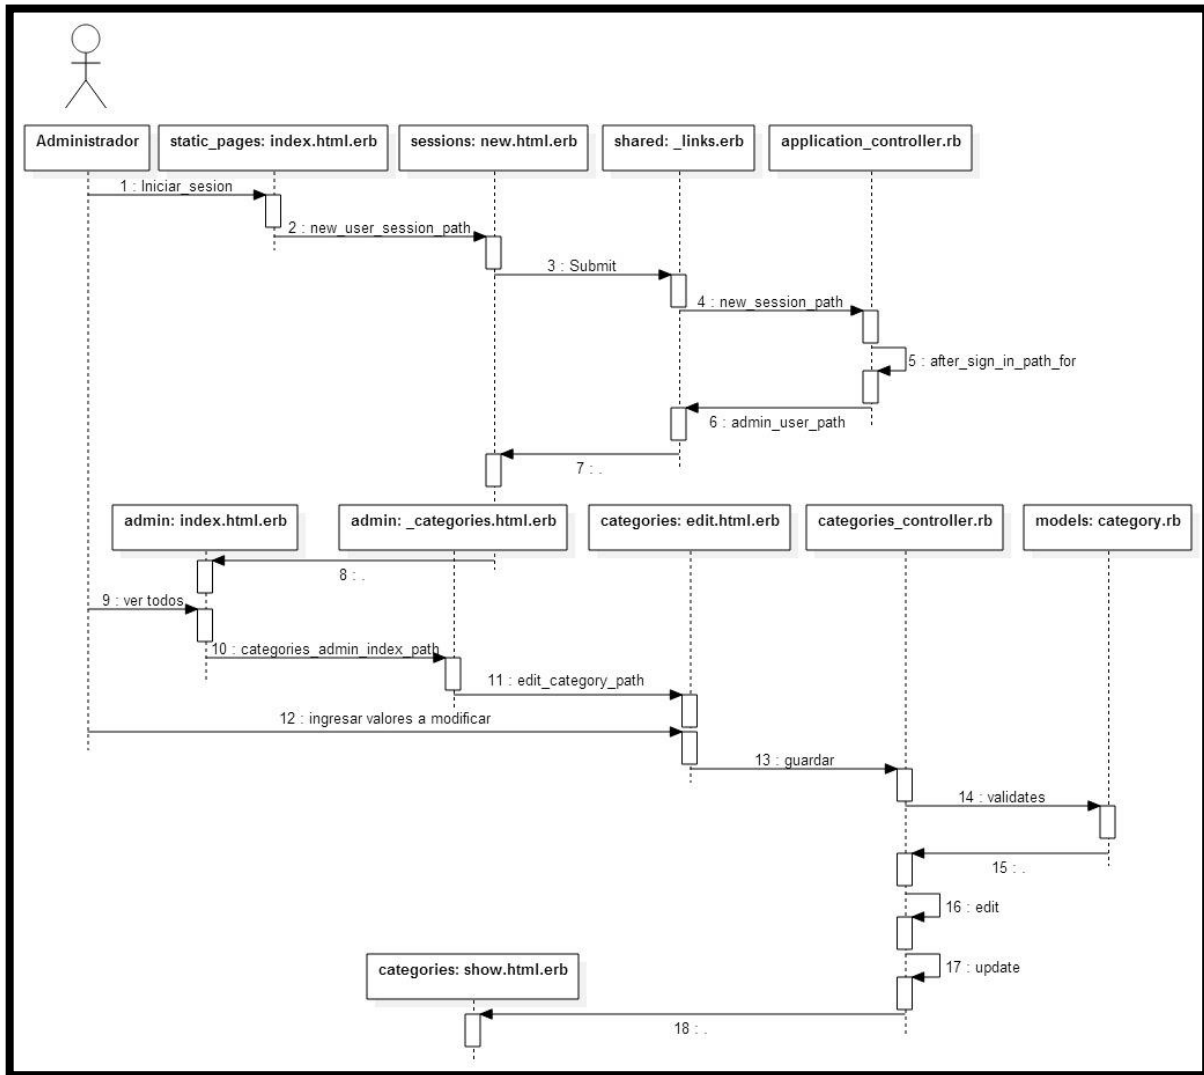 Administrador
static_pages: index.html.erb
sessions: new.html.erb
shared: _links.erb
application_controller.rb
1 : Iniciar_sesion
2 : new_user_session_path
3 : Submit
4 : new_session_path
5 : after_sign_in_path_for
6 : admin_user_path
7 : .
admin: index.html.erb
admin: _categories.html.erb
categories: edit.html.erb
categories_controller.rb
models: category.rb
8 : .
9 : ver todos
10 : categories_admin_index_path
11 : edit_category_path
12 : ingresar valores a modificar
13 : guardar
14 : validates
15 : .
16 : edit
categories: show.html.erb
17 : update
18 : .